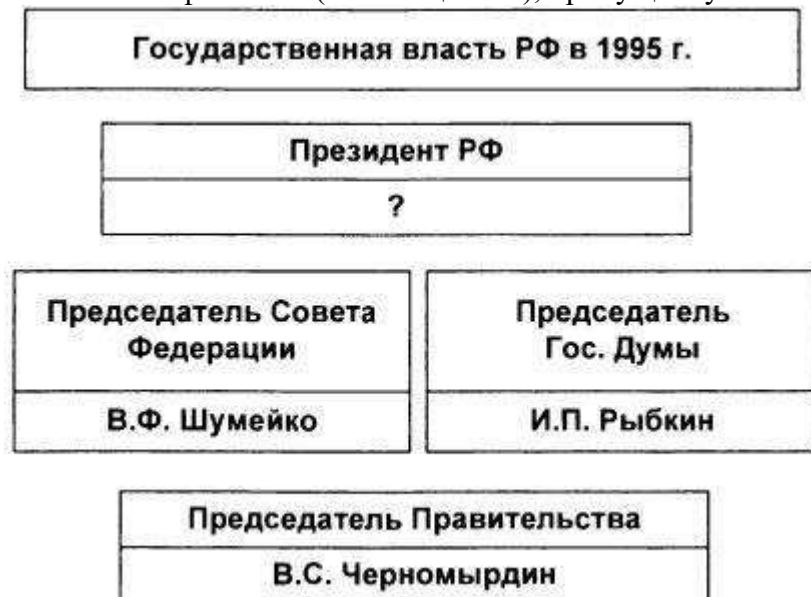 Государственная власть РФ в 1995 г.
Президент РФ
?
Председатель Совета
Федерации
Председатель
Гос. Думы
В.Ф. Шумейко
И.П. Рыбкин
Председатель Правительства
В.С. Черномырдин